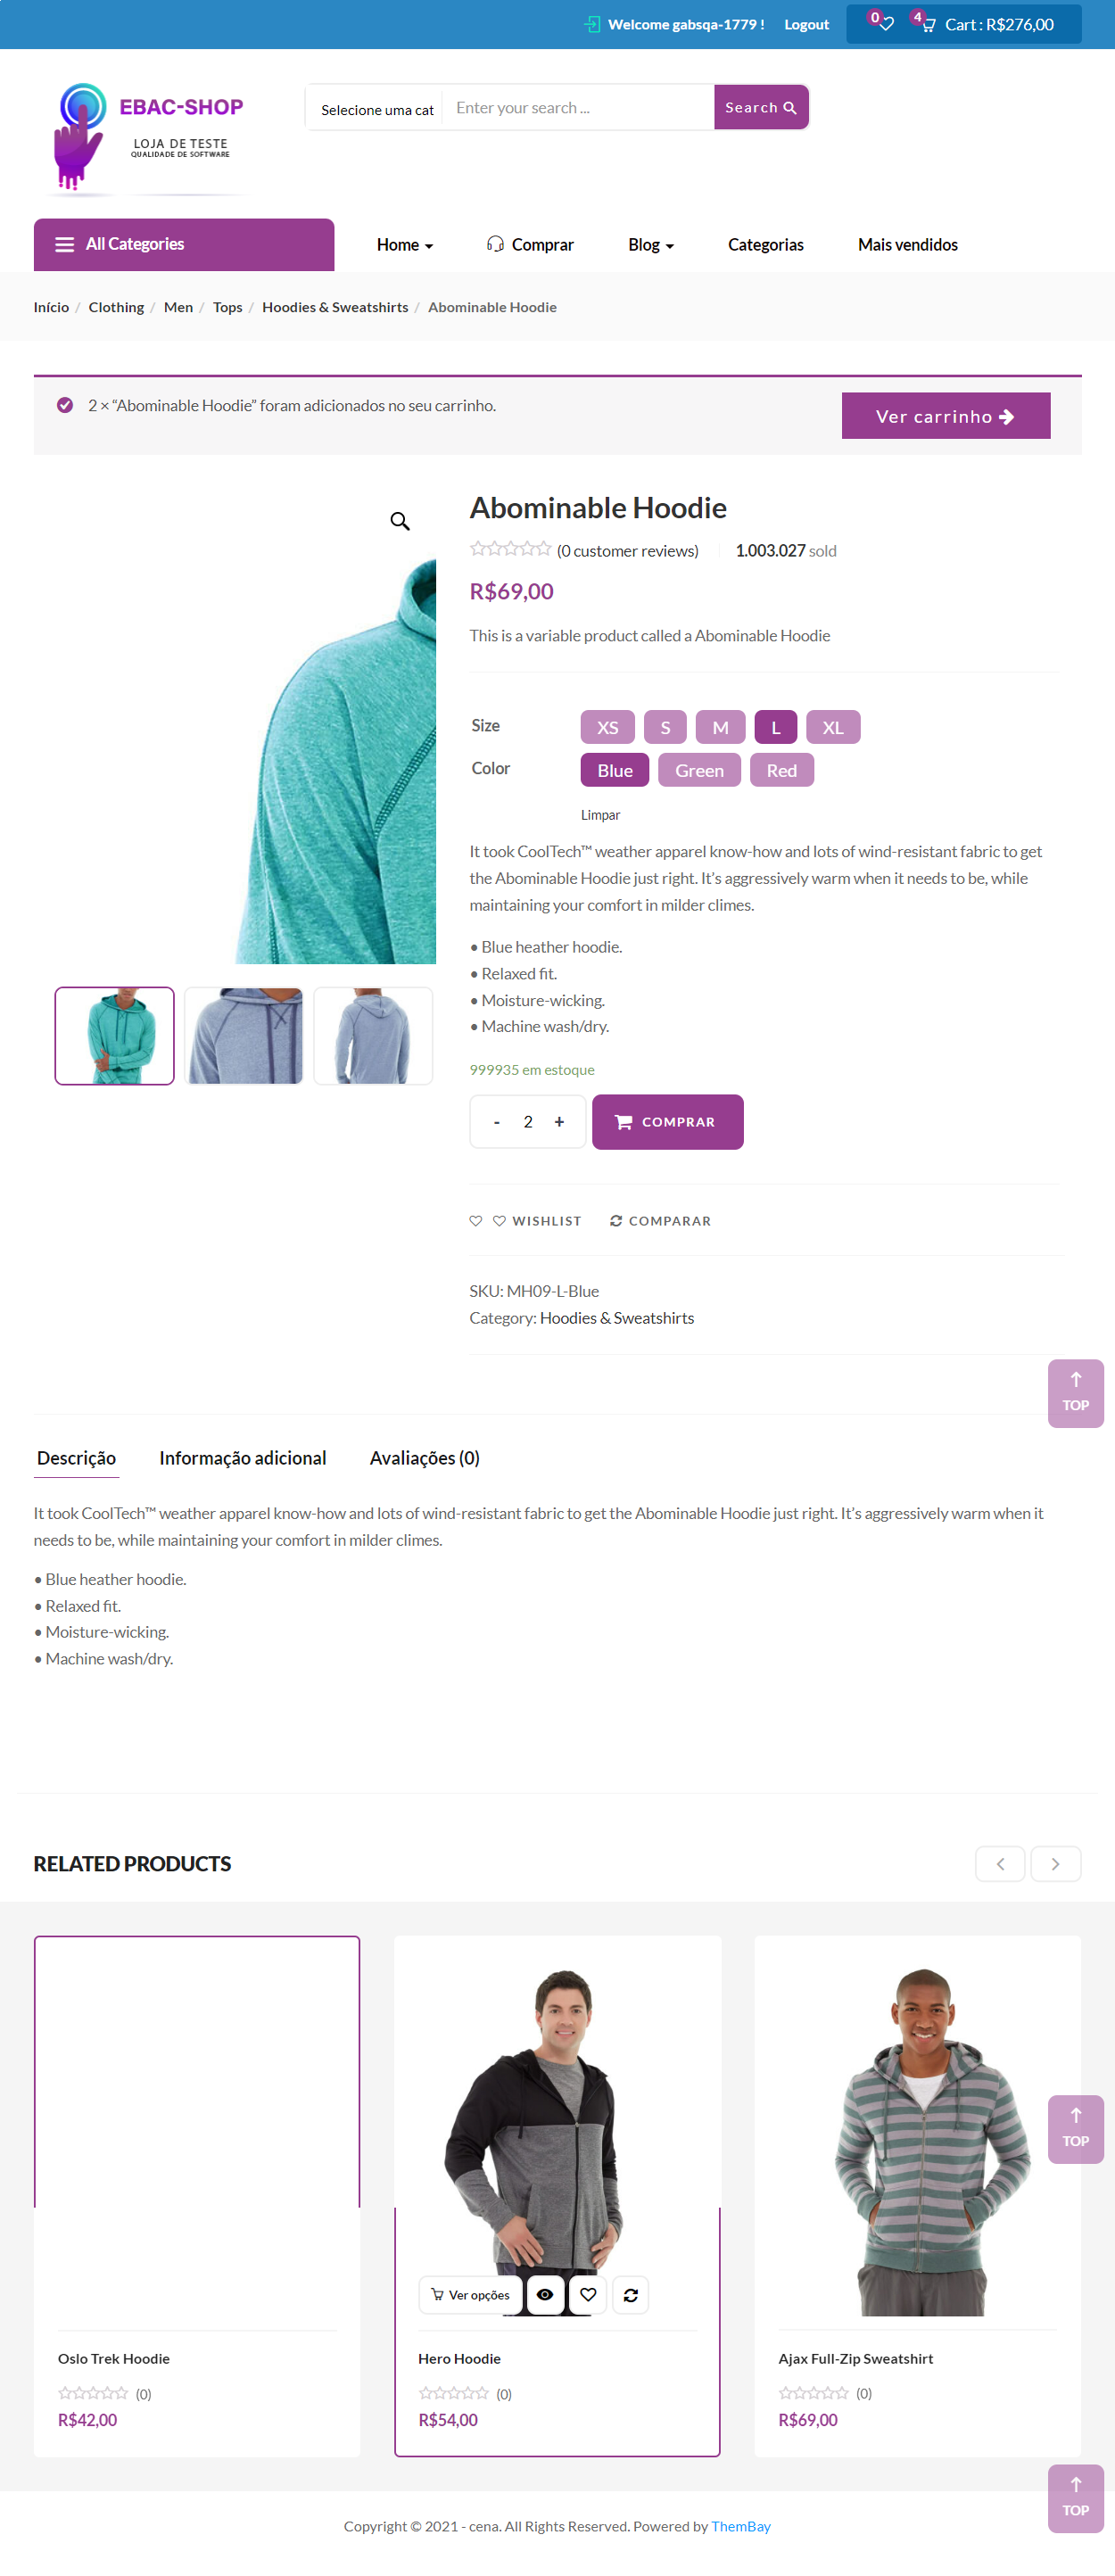 Welcome gabsqa-1779 ! Logout 0 4 Cart : R$276,00
EBAC-SHOP
LOJA DE TESTE
QUALIDADE DE SOFTWARE
Selecione uma cat Enter your search ... Search
All Categories Home Comprar Blog Categorias Mais vendidos
Início / Clothing / Men / Tops / Hoodies & Sweatshirts / Abominable Hoodie
2 × “Abominable Hoodie” foram adicionados no seu carrinho. Ver carrinho
Abominable Hoodie
(0 customer reviews) 1.003.027 sold
R$69,00
This is a variable product called a Abominable Hoodie
Size XS S M L XL
Color Blue Green Red
Limpar
It took CoolTech™ weather apparel know-how and lots of wind-resistant fabric to get
the Abominable Hoodie just right. It’s aggressively warm when it needs to be, while
maintaining your comfort in milder climes.
• Blue heather hoodie.
• Relaxed fit.
• Moisture-wicking.
• Machine wash/dry.
999935 em estoque
- 2 + COMPRAR
WISHLIST COMPARAR
SKU: MH09-L-Blue
Category: Hoodies & Sweatshirts
TOP
Descrição Informação adicional Avaliações (0)
It took CoolTech™ weather apparel know-how and lots of wind-resistant fabric to get the Abominable Hoodie just right. It’s aggressively warm when it
needs to be, while maintaining your comfort in milder climes.
• Blue heather hoodie.
• Relaxed fit.
• Moisture-wicking.
• Machine wash/dry.
RELATED PRODUCTS
TOP
Ver opções
Oslo Trek Hoodie Hero Hoodie Ajax Full-Zip Sweatshirt
(0) (0) (0)
R$42,00 R$54,00 R$69,00
TOP
Copyright © 2021 - cena. All Rights Reserved. Powered by ThemBay